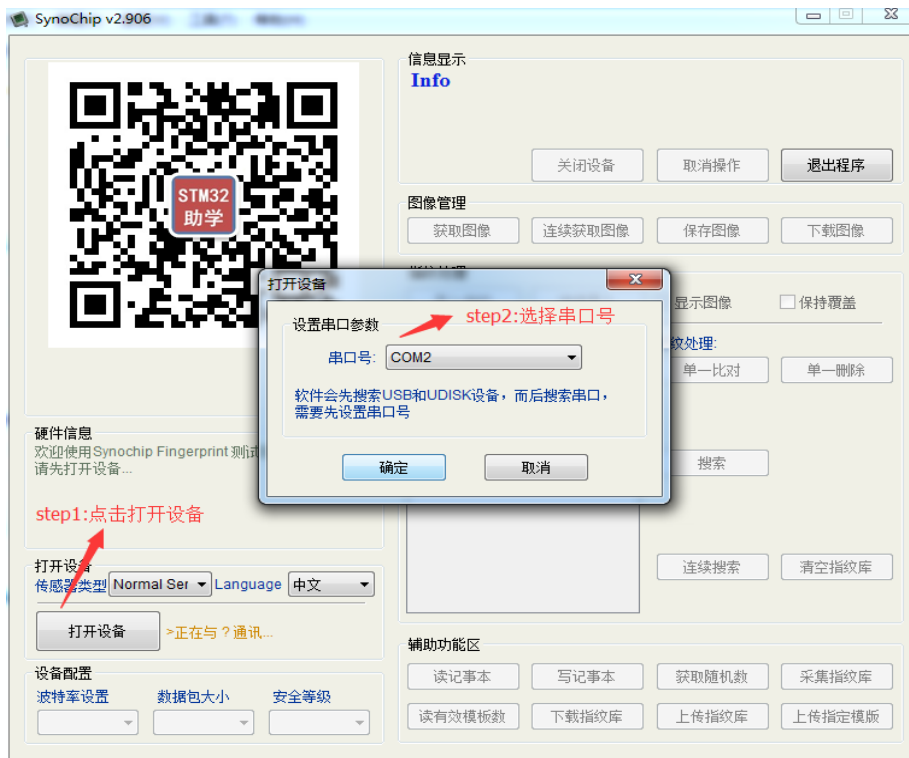 SynoChip v2.906
STM32
助学
信息显示
Info
关闭设备
取消操作
退出程序
图像管理
获取图像
连续获取图像
保存图像
下载图像
打开设备
设置串口参数
step2:选择串口号
串口号:
COM2
软件会先搜索USB和UDISK设备，而后搜索串口，
需要先设置串口号
确定
取消
显示图像
保持覆盖
纹处理:
单一比对
单一删除
搜索
连续搜索
清空指纹库
硬件信息
欢迎使用Synochip Fingerprint 测试
请先打开设备...
step1:点击打开设备
打开设备
传感器类型
Normal Ser
Language
中文
打开设备
>正在与？通讯...
设备配置
波特率设置
数据包大小
安全等级
辅助功能区
读记事本
写记事本
获取随机数
采集指纹库
读有效模板数
下载指纹库
上传指纹库
上传指定模版